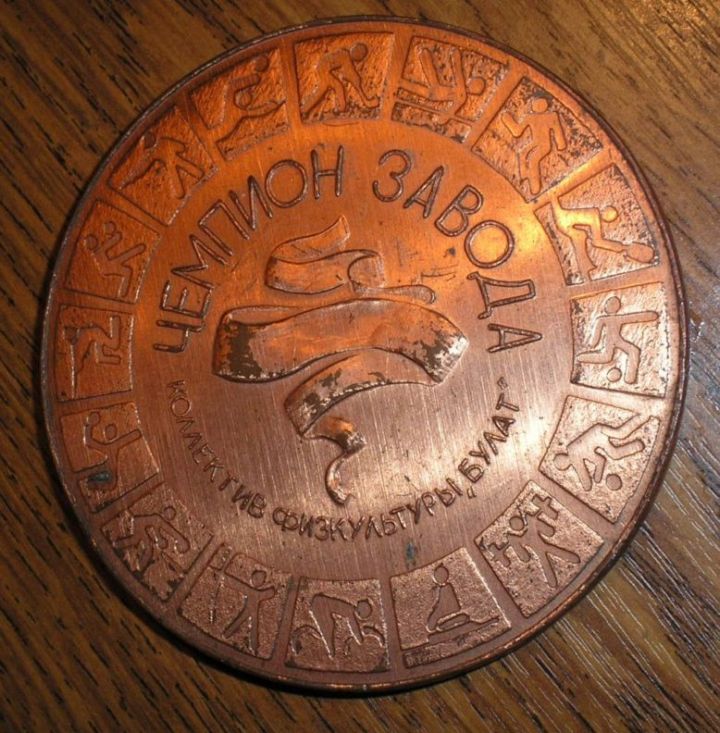 ЧЕМПИОН ЗАВОДА
КОЛЛЕКТИВ ФИЗКУЛЬТУРЫ „БУЛАТ“